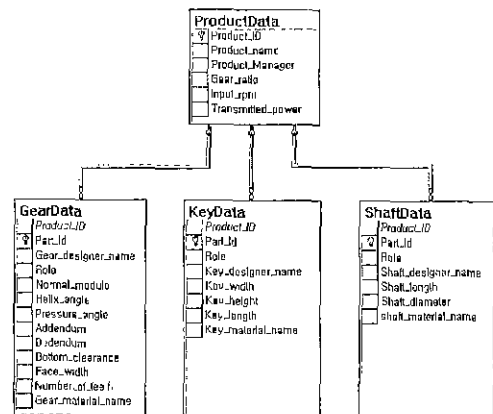 ProductData
Product_ID
Product_name
Product_Manager
Gear_ratio
Input_rpm
Transmitted_power
GearData
Product_ID
Part_Id
Gear_designer_name
Role
Normal_module
Helix_angle
Pressure_angle
Addendum
Dedendum
Bottom_clearance
Face_width
Number_of_teeth
Gear_material_name
KeyData
Product_ID
Part_Id
Role
Key_designer_name
Key_width
Key_height
Key_length
Key_material_name
ShaftData
Product_ID
Part_Id
Role
Shaft_designer_name
Shaft_length
Shaft_diameter
shaft_material_name